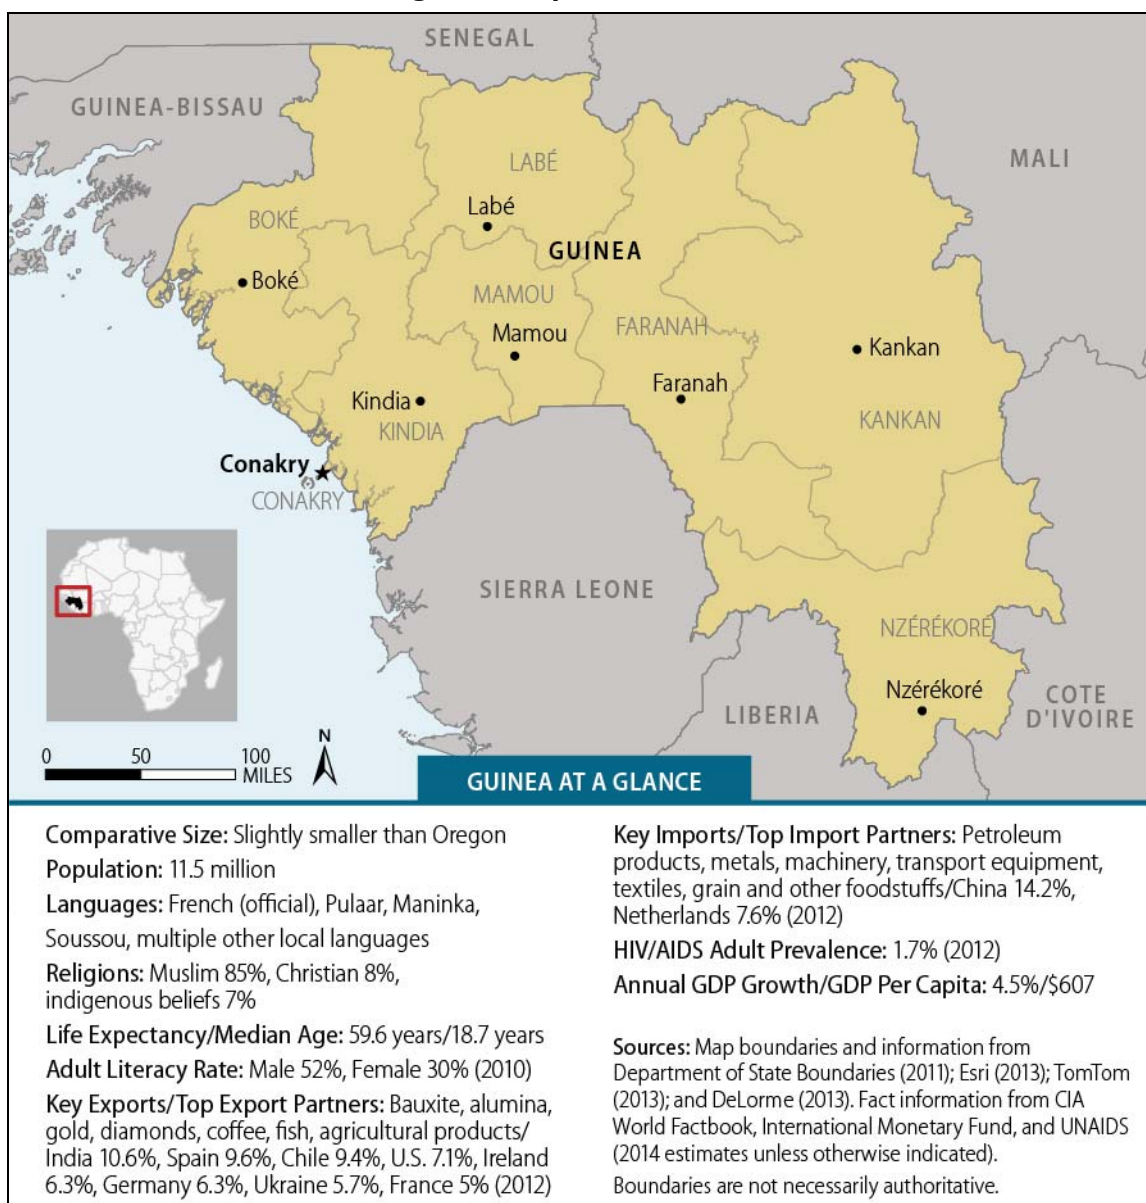 SENEGAL
GUINEA-BISSAU
MALI
LABÉ
Labé
BOKÉ
GUINEA
Boké
MAMOU
FARANAH
Mamou
Kankan
Faranah
Kindia
KINDIA
KANKAN
Conakry
CONAKRY
SIERRA LEONE
NZÉRÉKORÉ
Nzérékoré
LIBERIA
COTE
D'IVOIRE
N
0 50 100
MILES
GUINEA AT A GLANCE
Comparative Size: Slightly smaller than Oregon
Population: 11.5 million
Languages: French (official), Pulaar, Maninka,
Soussou, multiple other local languages
Religions: Muslim 85%, Christian 8%,
indigenous beliefs 7%
Life Expectancy/Median Age: 59.6 years/18.7 years
Adult Literacy Rate: Male 52%, Female 30% (2010)
Key Exports/Top Export Partners: Bauxite, alumina,
gold, diamonds, coffee, fish, agricultural products/
India 10.6%, Spain 9.6%, Chile 9.4%, U.S. 7.1%, Ireland
6.3%, Germany 6.3%, Ukraine 5.7%, France 5% (2012)
Key Imports/Top Import Partners: Petroleum
products, metals, machinery, transport equipment,
textiles, grain and other foodstuffs/China 14.2%,
Netherlands 7.6% (2012)
HIV/AIDS Adult Prevalence: 1.7% (2012)
Annual GDP Growth/GDP Per Capita: 4.5%/$607
Sources: Map boundaries and information from
Department of State Boundaries (2011); Esri (2013); TomTom
(2013); and DeLorme (2013). Fact information from CIA
World Factbook, International Monetary Fund, and UNAIDS
(2014 estimates unless otherwise indicated).
Boundaries are not necessarily authoritative.